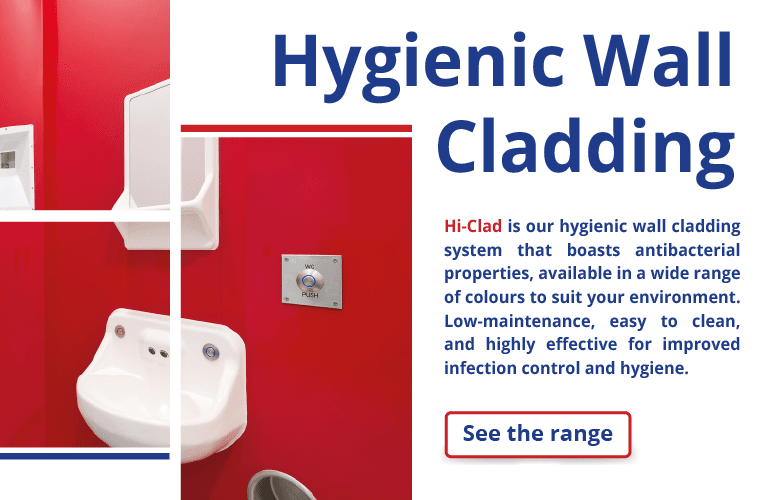 Hygienic Wall
Cladding
Hi-Clad is our hygienic wall cladding
system that boasts antibacterial
properties, available in a wide range
of colours to suit your environment.
Low-maintenance, easy to clean,
and highly effective for improved
infection control and hygiene.
See the range
WC
PUSH